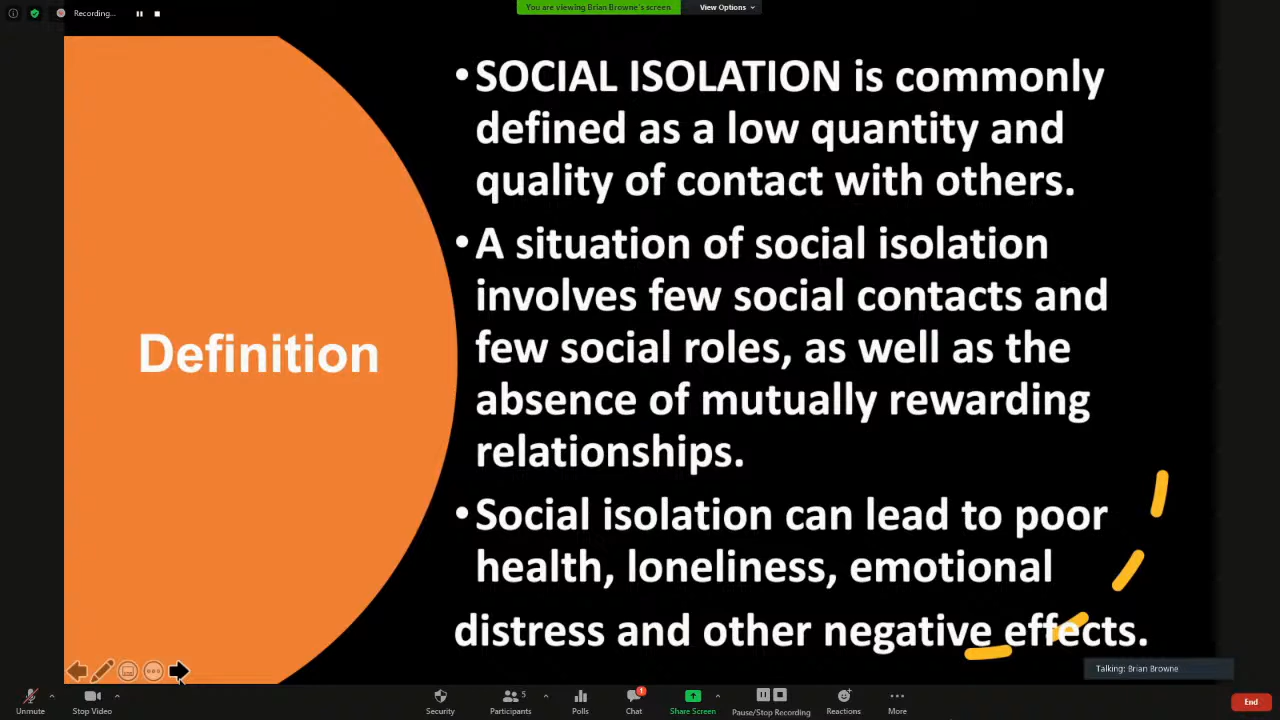 Recording...
You are viewing Brian Browne's screen
View Options
• SOCIAL ISOLATION is commonly
defined as a low quantity and
quality of contact with others.
• A situation of social isolation
involves few social contacts and
few social roles, as well as the
absence of mutually rewarding
relationships.
• Social isolation can lead to poor
health, loneliness, emotional
distress and other negative effects.
Definition
Talking: Brian Browne
Unmute
Stop Video
Security
Participants
5
Polls
Chat
1
Share Screen
Pause/Stop Recording
Reactions
More
End